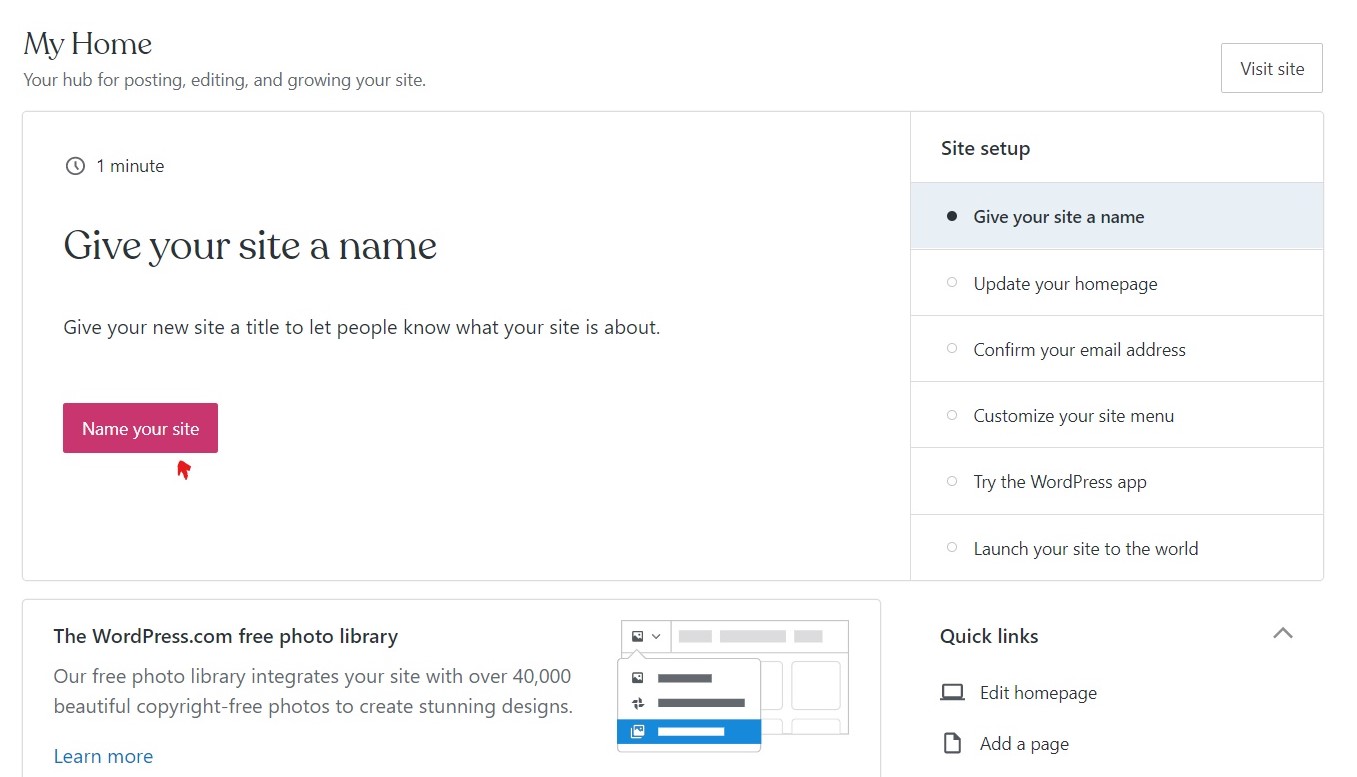 My Home
Your hub for posting, editing, and growing your site.
Visit site
1 minute
Give your site a name
Give your new site a title to let people know what your site is about.
Name your site
Site setup
Give your site a name
Update your homepage
Confirm your email address
Customize your site menu
Try the WordPress app
Launch your site to the world
The WordPress.com free photo library
Our free photo library integrates your site with over 40,000
beautiful copyright-free photos to create stunning designs.
Learn more
Quick links
Edit homepage
Add a page